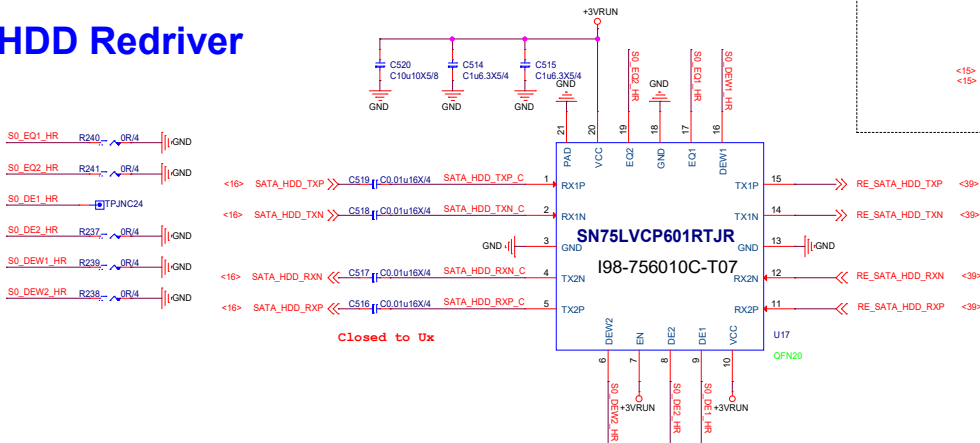 HDD Redriver
+3VRUN
C520
C10u10X5/8
C514
C1u6.3X5/4
C515
C1u6.3X5/4
GND
GND
GND
GND
GND
S0_EQ2_HR
S0_EQ1_HR
S0_DEW1_HR
<15>
<15>
21
20
19
18
17
16
PAD
VCC
EQ2
GND
EQ1
DEW1
S0_EQ1_HR R240 0R/4 GND
S0_EQ2_HR R241 0R/4 GND
S0_DE1_HR TPJNC24
S0_DE2_HR R237 0R/4 GND
S0_DEW1_HR R239 0R/4 GND
S0_DEW2_HR R238 0R/4 GND
<16> SATA_HDD_TXP C519 C0.01u16X/4 SATA_HDD_TXP_C 1 RX1P
<16> SATA_HDD_TXN C518 C0.01u16X/4 SATA_HDD_TXN_C 2 RX1N
GND 3 GND
<16> SATA_HDD_RXN C517 C0.01u16X/4 SATA_HDD_RXN_C 4 TX2N
<16> SATA_HDD_RXP C516 C0.01u16X/4 SATA_HDD_RXP_C 5 TX2P
Closed to Ux
SN75LVCP601RTJR
I98-756010C-T07
TX1P 15 RE_SATA_HDD_TXP <39>
TX1N 14 RE_SATA_HDD_TXN <39>
GND 13 GND
RX2N 12 RE_SATA_HDD_RXN <39>
RX2P 11 RE_SATA_HDD_RXP <39>
U17
QFN20
DEW2
EN
DE2
DE1
VCC
6
7
8
9
10
S0_DEW2_HR
+3VRUN
S0_DE2_HR
S0_DE1_HR
+3VRUN